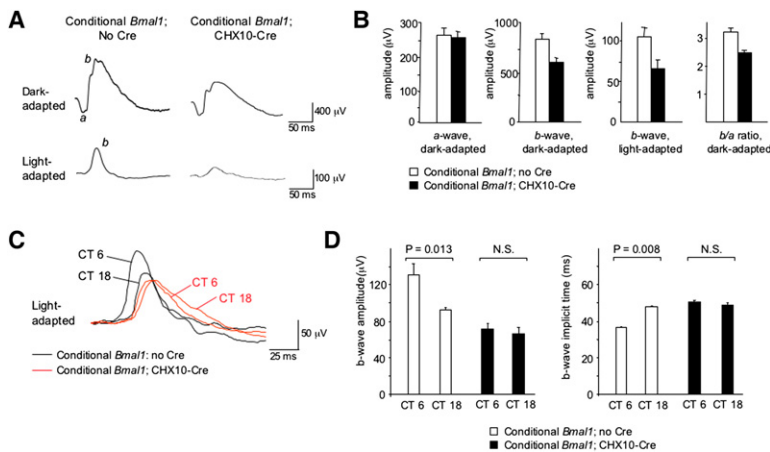 A
Conditional Bmal1;
No Cre
Conditional Bmal1;
CHX10-Cre
Dark-
adapted
b
a
400 µV
50 ms
Light-
adapted
b
100 µV
50 ms
B
amplitude (µV)
300
200
100
0
a-wave,
dark-adapted
amplitude (µV)
1000
500
0
b-wave,
dark-adapted
amplitude (µV)
100
50
0
b-wave,
light-adapted
3
2
1
b/a ratio,
dark-adapted
Conditional Bmal1; no Cre
Conditional Bmal1; CHX10-Cre
C
CT 6
CT 18
CT 6
CT 18
Light-
adapted
50 µV
25 ms
Conditional Bmal1; no Cre
Conditional Bmal1; CHX10-Cre
D
b-wave amplitude(µV)
120
80
40
0
P = 0.013
N.S.
CT 6 CT 18 CT 6 CT 18
b-wave implicit time (ms)
60
40
20
0
P = 0.008
N.S.
CT 6 CT 18 CT 6 CT 18
Conditional Bmal1; no Cre
Conditional Bmal1; CHX10-Cre